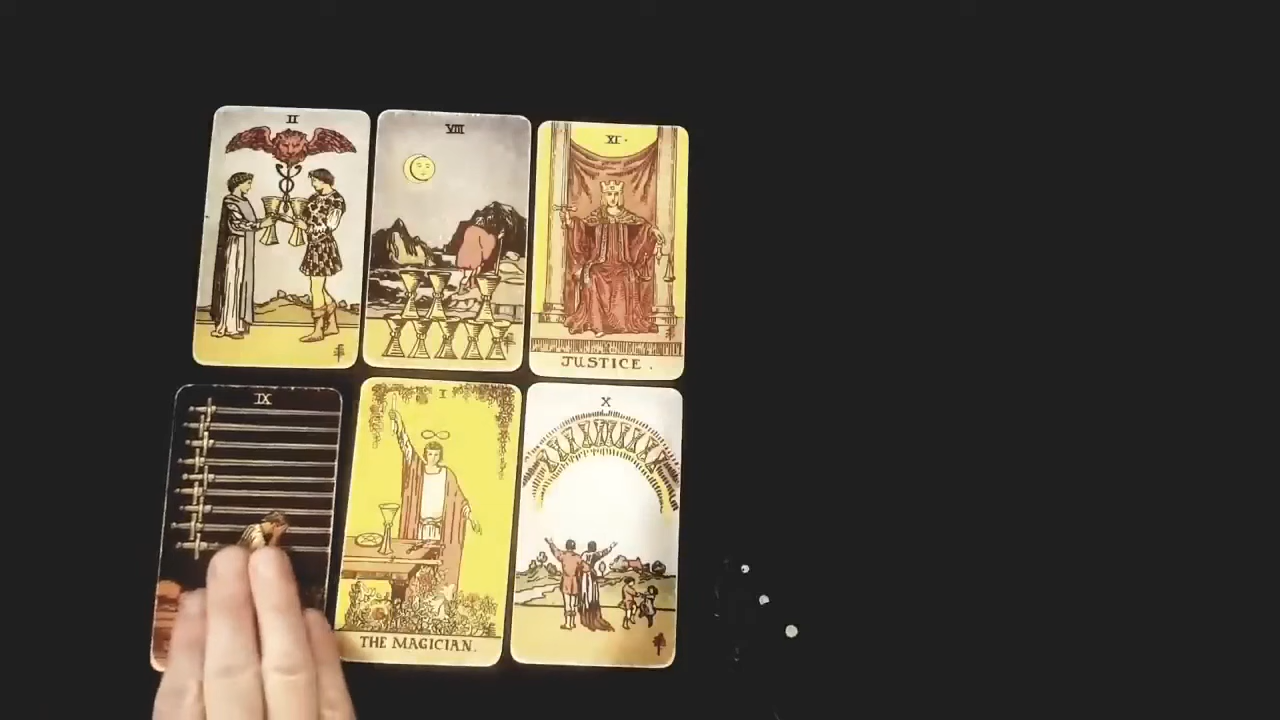 II
VIII
XI.
JUSTICE.
IX
I
THE MAGICIAN.
X